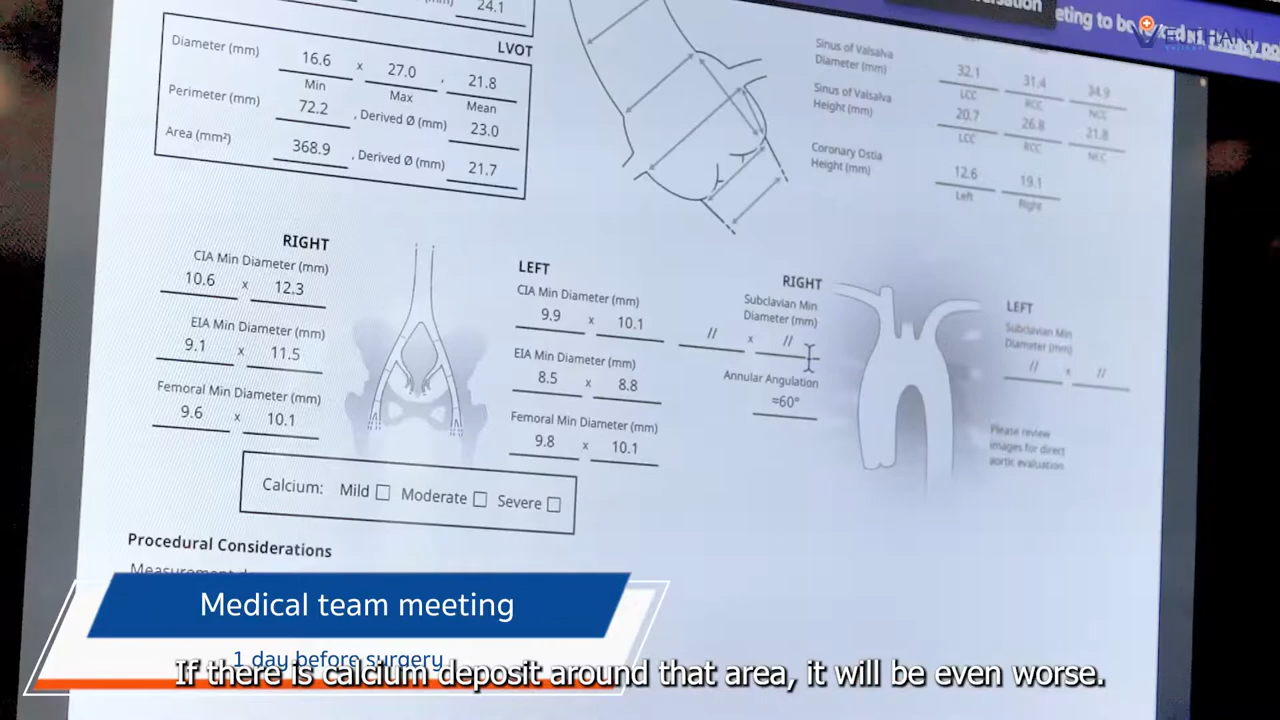 24.1
LVOT
Diameter (mm) 16.6 x 27.0 , 21.8
Min Max Mean
Perimeter (mm) 72.2 , Derived Ø (mm) 23.0
Area (mm²) 368.9 , Derived Ø (mm) 21.7
Sinus of Valsalva
Diameter (mm) 32.1 31.4 34.9
LCC RCC NCC
Sinus of Valsalva
Height (mm) 20.7 26.8 21.8
LCC RCC NCC
Coronary Ostia
Height (mm) 12.6 19.1
Left Right
RIGHT
CIA Min Diameter (mm)
10.6 x 12.3
EIA Min Diameter (mm)
9.1 x 11.5
Femoral Min Diameter (mm)
9.6 x 10.1
LEFT
CIA Min Diameter (mm)
9.9 x 10.1
EIA Min Diameter (mm)
8.5 x 8.8
Femoral Min Diameter (mm)
9.8 x 10.1
RIGHT
Subclavian Min
Diameter (mm)
// x //
Annular Angulation
=60°
LEFT
Subclavian Min
Diameter (mm)
// x //
Please review
images for direct
aortic evaluation
Calcium: Mild Moderate Severe
Procedural Considerations
Medical team meeting
1 day before surgery
If there is calcium deposit around that area, it will be even worse.